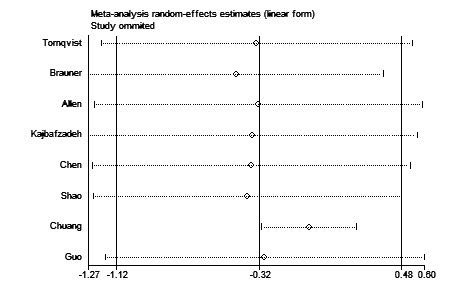 Meta-analysis random-effects estimates (linear form)
Study ommited
Tornqvist
Brauner
Allen
Kajbafzadeh
Chen
Shao
Chuang
Guo
-1.27 -1.12 -0.32 0.48 0.60